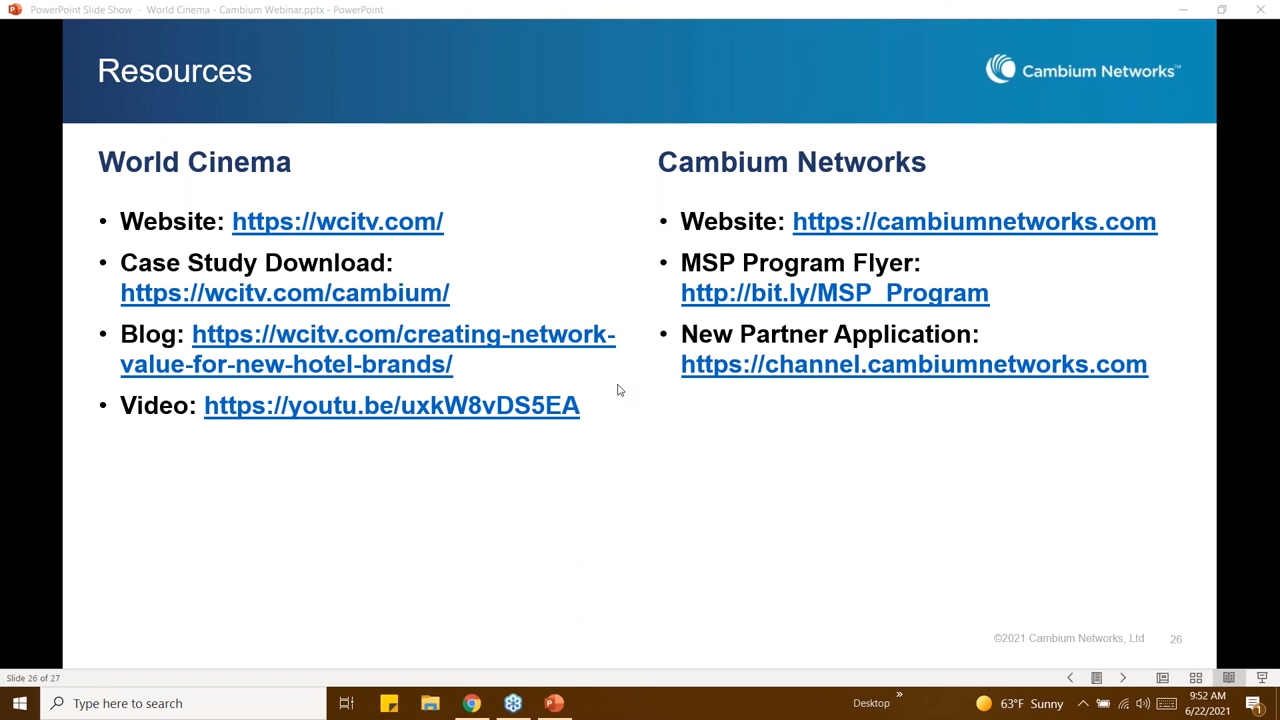 PowerPoint Slide Show - World Cinema - Cambium Webinar.pptx - PowerPoint
Resources
Cambium Networks™
World Cinema
• Website: https://wcitv.com/
• Case Study Download:
https://wcitv.com/cambium/
• Blog: https://wcitv.com/creating-network-
value-for-new-hotel-brands/
• Video: https://youtu.be/uxkW8vDS5EA
Cambium Networks
• Website: https://cambiumnetworks.com
• MSP Program Flyer:
http://bit.ly/MSP_Program
• New Partner Application:
https://channel.cambiumnetworks.com
©2021 Cambium Networks, Ltd 26
Slide 26 of 27
Type here to search
Desktop
»
63°F Sunny
9:52 AM
6/22/2021
1